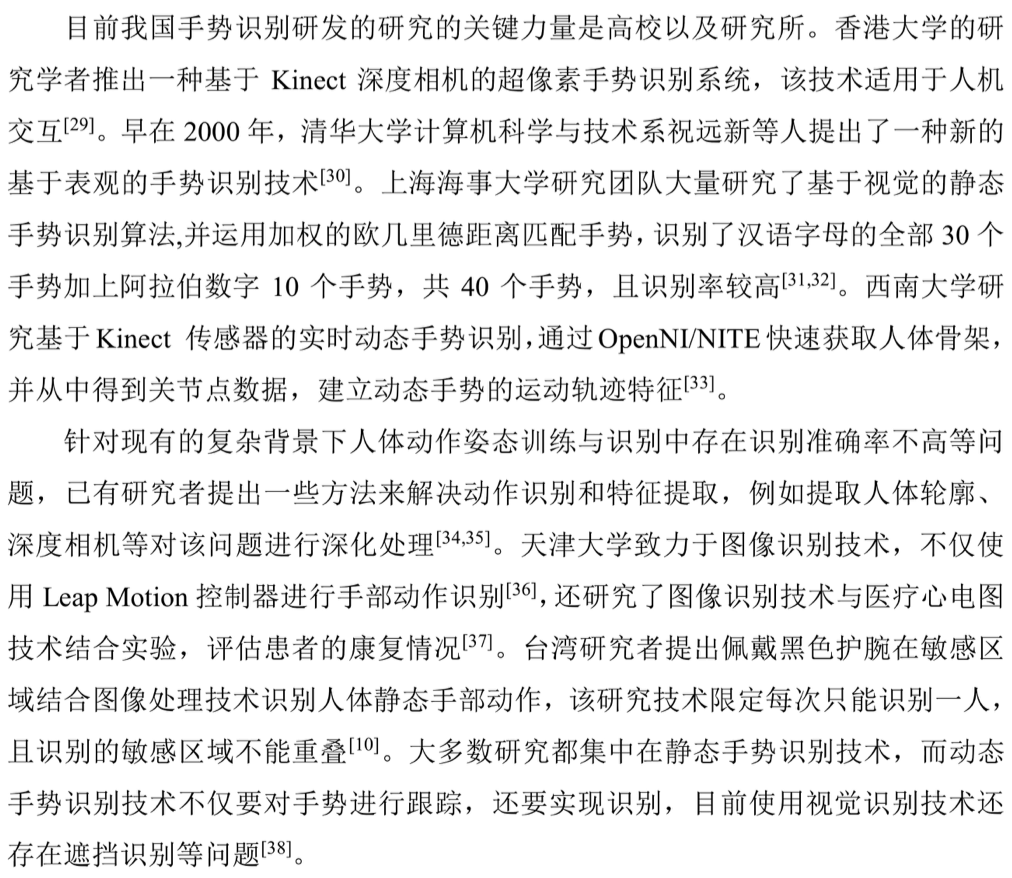 目前我国手势识别研发的研究的关键力量是高校以及研究所。香港大学的研
究学者推出一种基于 Kinect 深度相机的超像素手势识别系统，该技术适用于人机
交互[29]。早在 2000 年，清华大学计算机科学与技术系祝远新等人提出了一种新的
基于表观的手势识别技术[30]。上海海事大学研究团队大量研究了基于视觉的静态
手势识别算法,并运用加权的欧几里德距离匹配手势，识别了汉语字母的全部 30 个
手势加上阿拉伯数字 10 个手势，共 40 个手势，且识别率较高[31,32]。西南大学研
究基于 Kinect 传感器的实时动态手势识别，通过 OpenNI/NITE 快速获取人体骨架，
并从中得到关节点数据，建立动态手势的运动轨迹特征[33]。
针对现有的复杂背景下人体动作姿态训练与识别中存在识别准确率不高等问
题，已有研究者提出一些方法来解决动作识别和特征提取，例如提取人体轮廓、
深度相机等对该问题进行深化处理[34,35]。天津大学致力于图像识别技术，不仅使
用 Leap Motion 控制器进行手部动作识别[36]，还研究了图像识别技术与医疗心电图
技术结合实验，评估患者的康复情况[37]。台湾研究者提出佩戴黑色护腕在敏感区
域结合图像处理技术识别人体静态手部动作，该研究技术限定每次只能识别一人，
且识别的敏感区域不能重叠[10]。大多数研究都集中在静态手势识别技术，而动态
手势识别技术不仅要对手势进行跟踪，还要实现识别，目前使用视觉识别技术还
存在遮挡识别等问题[38]。